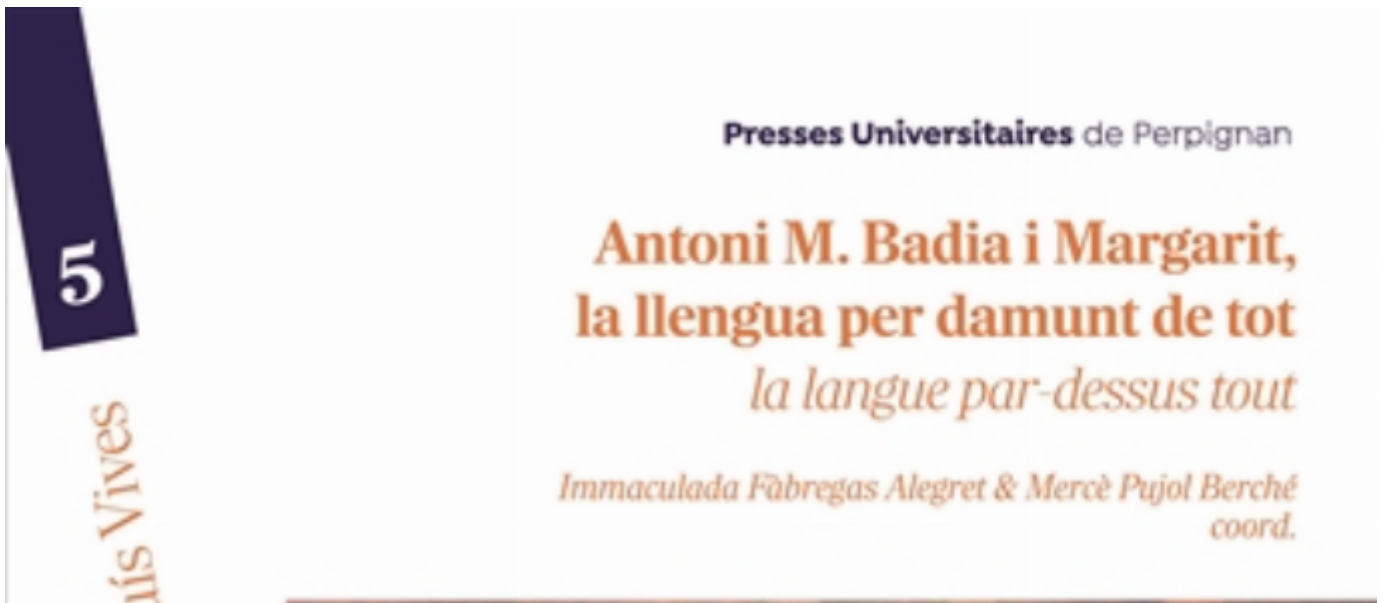 Presses Universitaires de Perpignan
Antoni M. Badia i Margarit,
la llengua per damunt de tot
la langue par-dessus tout
Immaculada Fàbregas Alegret & Mercè Pujol Berché
coord.
5
Vives